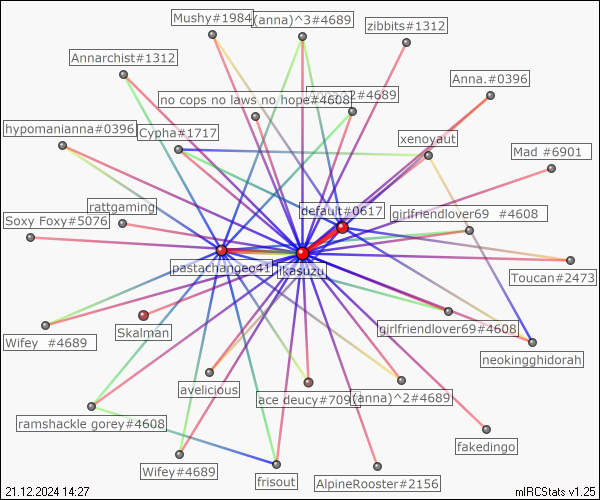 Mushy#1984
(anna)^3#4689
zibbits#1312
Annarchist#1312
Anna.#0396
no cops no laws no hope#4608
^2#4689
hypomanianna#0396
Cypha#1717
xenoyaut
Mad #6901
rattgaming
default#0617
girlfriendlover69 #4608
Soxy Foxy#5076
pastachangeo41
ikasuzu
Toucan#2473
Skalman
girlfriendlover69#4608
Wifey #4689
neokingghidorah
avelicious
ace deucy#709
(anna)^2#4689
ramshackle gorey#4608
fakedingo
Wifey#4689
frisout
AlpineRooster#2156
21.12.2024 14:27
mIRCStats v1.25